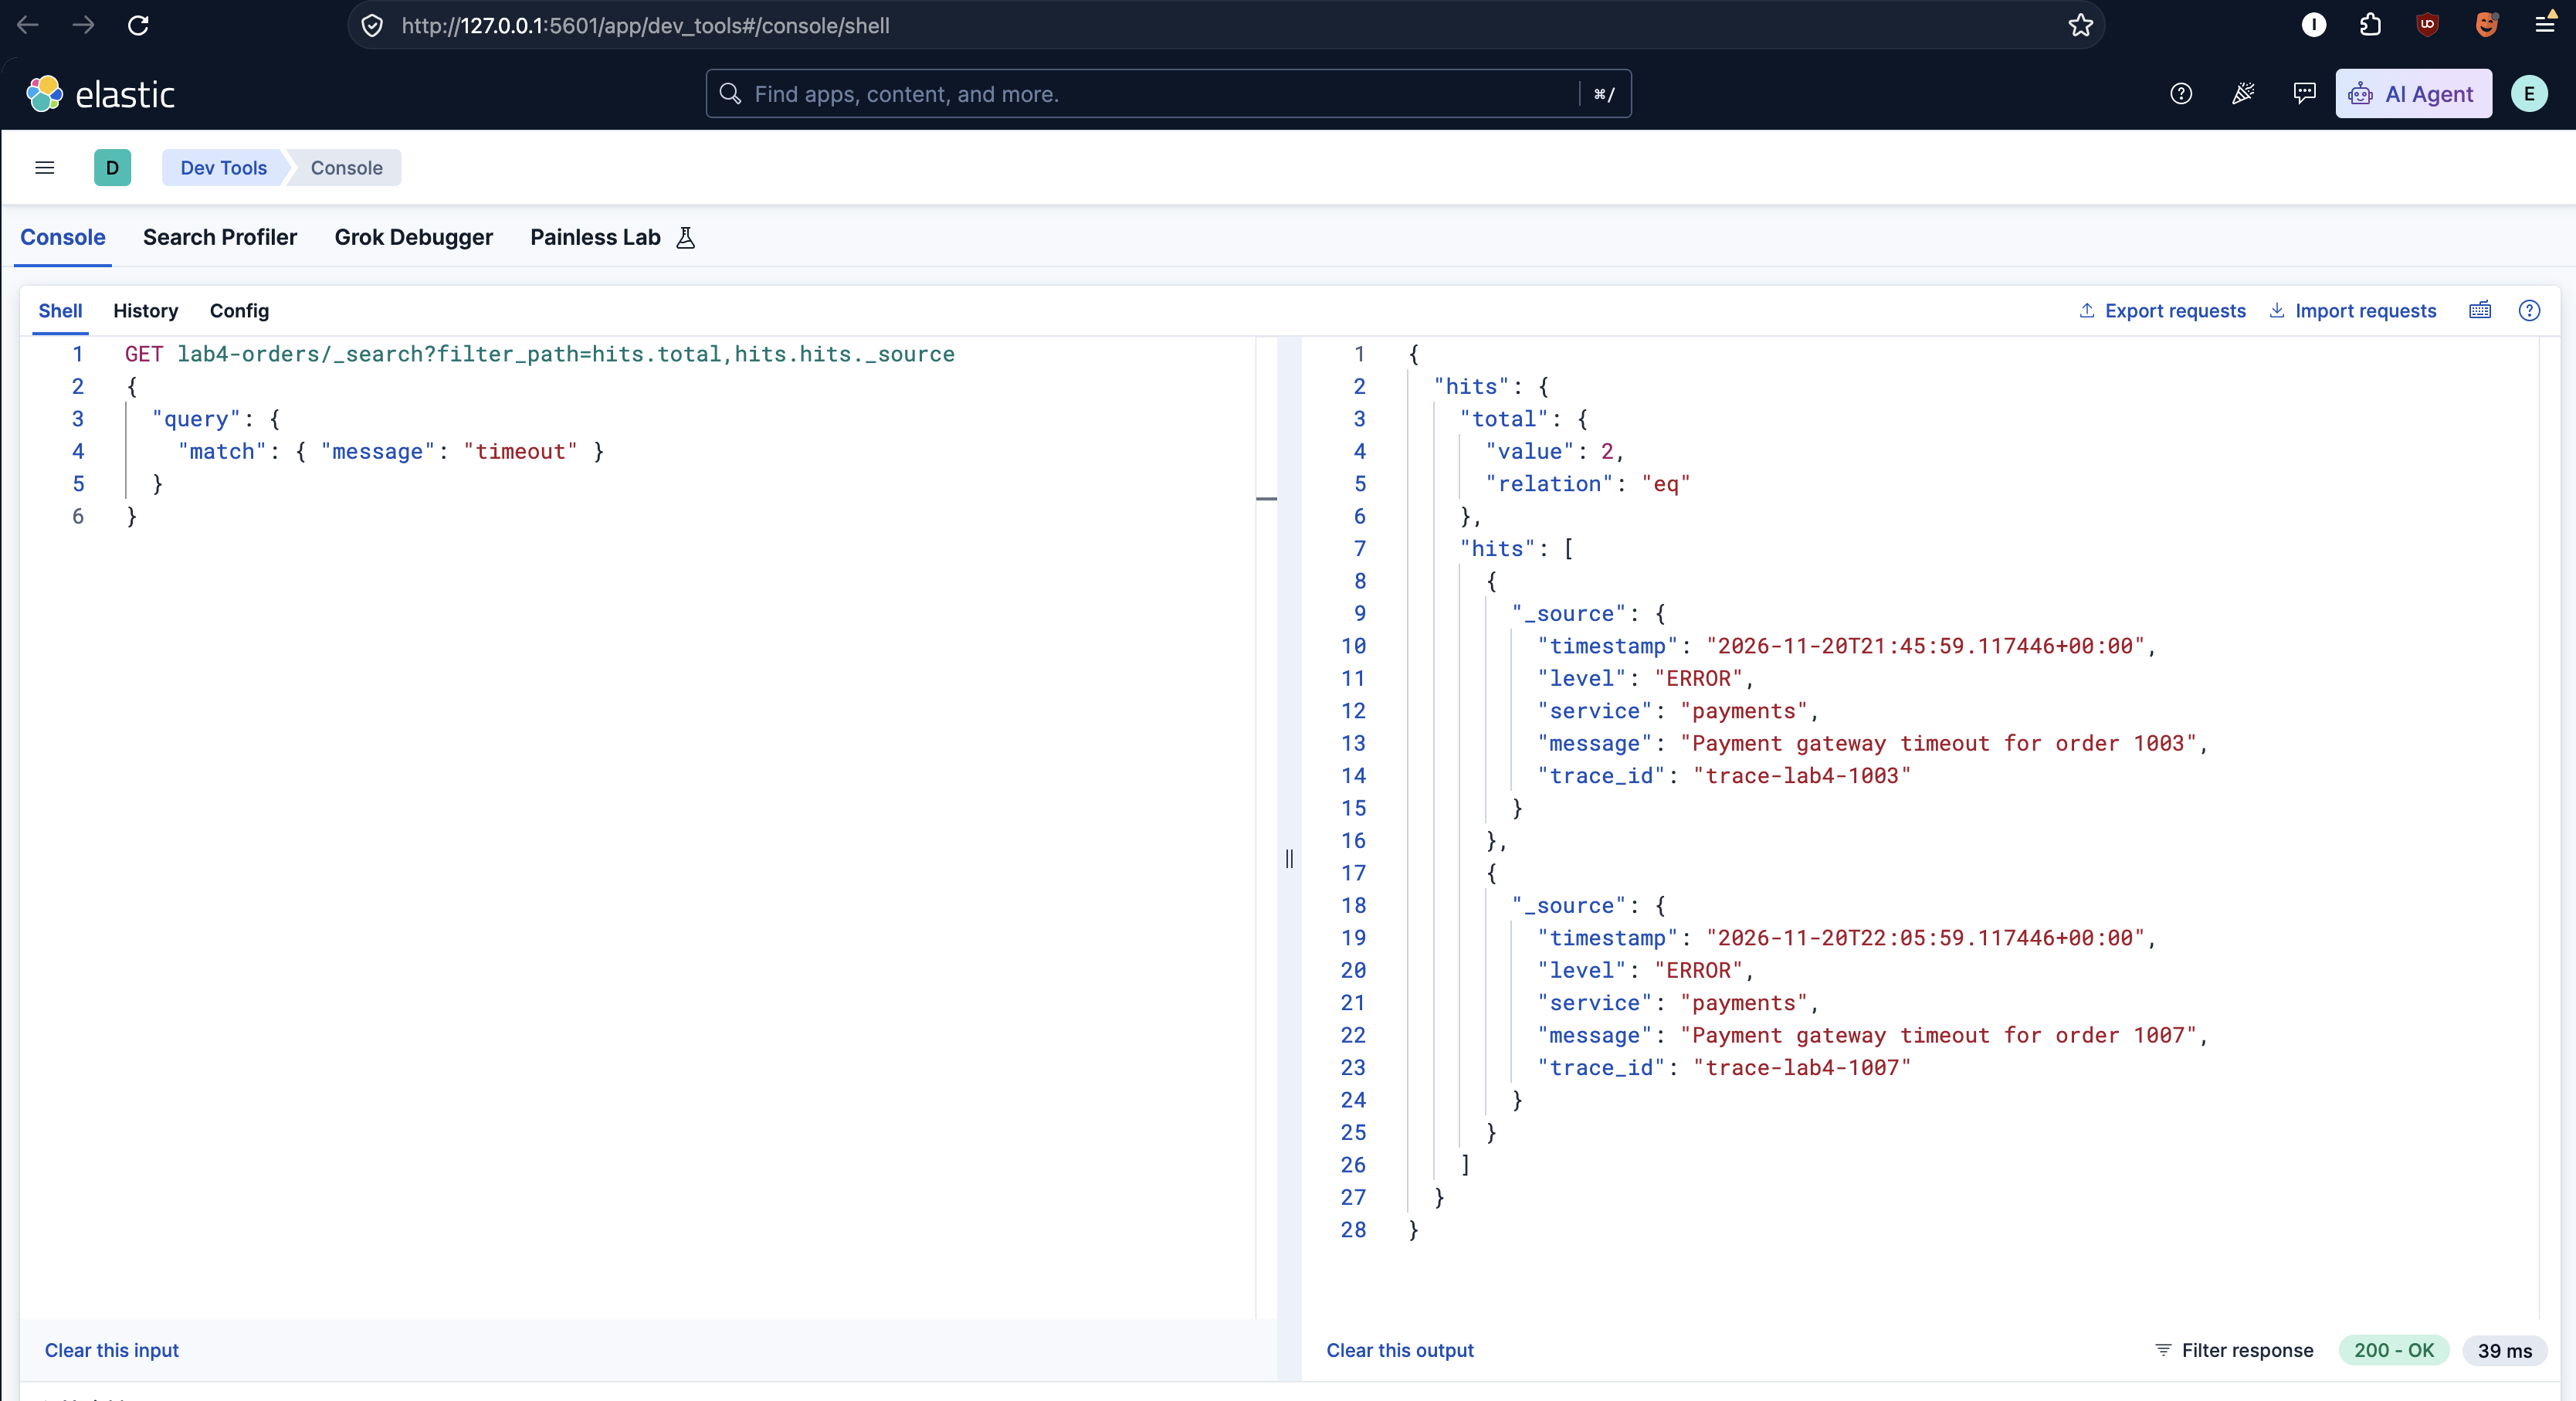 http://127.0.0.1:5601/app/dev_tools#/console/shell
elastic
Find apps, content, and more.
⌘/
AI Agent
E
D
Dev Tools
Console
Console
Search Profiler
Grok Debugger
Painless Lab
Shell
History
Config
Export requests
Import requests
1 GET lab4-orders/_search?filter_path=hits.total,hits.hits._source
2 {
3   "query": {
4     "match": { "message": "timeout" }
5   }
6 }
1 {
2   "hits": {
3     "total": {
4       "value": 2,
5       "relation": "eq"
6     },
7     "hits": [
8       {
9         "_source": {
10           "timestamp": "2026-11-20T21:45:59.117446+00:00",
11           "level": "ERROR",
12           "service": "payments",
13           "message": "Payment gateway timeout for order 1003",
14           "trace_id": "trace-lab4-1003"
15         }
16       },
17       {
18         "_source": {
19           "timestamp": "2026-11-20T22:05:59.117446+00:00",
20           "level": "ERROR",
21           "service": "payments",
22           "message": "Payment gateway timeout for order 1007",
23           "trace_id": "trace-lab4-1007"
24         }
25       }
26     ]
27   }
28 }
Clear this input
Clear this output
Filter response
200 - OK
39 ms